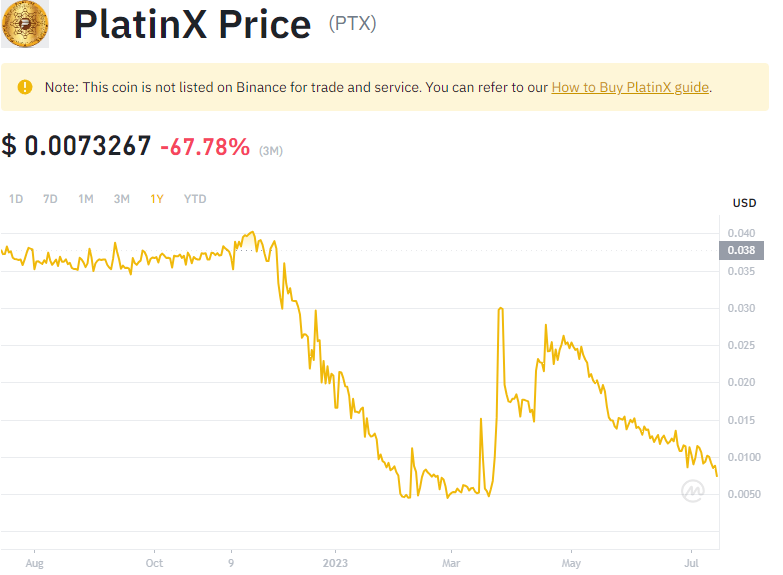 PlatinX Price (PTX)
Note: This coin is not listed on Binance for trade and service. You can refer to our How to Buy PlatinX guide.
$ 0.0073267 -67.78% (3M)
1D 7D 1M 3M 1Y YTD
USD
0.040
0.038
0.035
0.030
0.025
0.020
0.015
0.0100
0.0050
Aug Oct 9 2023 Mar May Jul